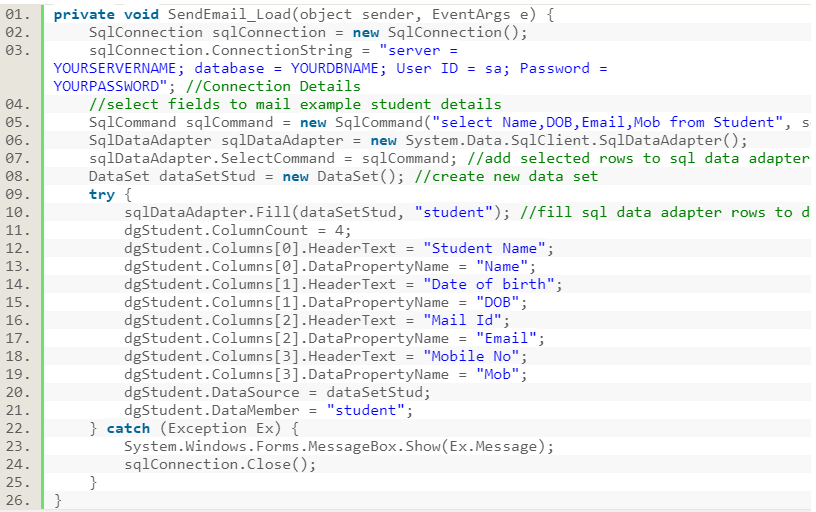 01. private void SendEmail_Load(object sender, EventArgs e) {
02.     SqlConnection sqlConnection = new SqlConnection();
03.     sqlConnection.ConnectionString = "server =
YOURSERVERNAME; database = YOURDBNAME; User ID = sa; Password =
YOURPASSWORD"; //Connection Details
04.     //select fields to mail example student details
05.     SqlCommand sqlCommand = new SqlCommand("select Name,DOB,Email,Mob from Student", s
06.     SqlDataAdapter sqlDataAdapter = new System.Data.SqlClient.SqlDataAdapter();
07.     sqlDataAdapter.SelectCommand = sqlCommand; //add selected rows to sql data adapter
08.     DataSet dataSetStud = new DataSet(); //create new data set
09.     try {
10.         sqlDataAdapter.Fill(dataSetStud, "student"); //fill sql data adapter rows to d
11.         dgStudent.ColumnCount = 4;
12.         dgStudent.Columns[0].HeaderText = "Student Name";
13.         dgStudent.Columns[0].DataPropertyName = "Name";
14.         dgStudent.Columns[1].HeaderText = "Date of birth";
15.         dgStudent.Columns[1].DataPropertyName = "DOB";
16.         dgStudent.Columns[2].HeaderText = "Mail Id";
17.         dgStudent.Columns[2].DataPropertyName = "Email";
18.         dgStudent.Columns[3].HeaderText = "Mobile No";
19.         dgStudent.Columns[3].DataPropertyName = "Mob";
20.         dgStudent.DataSource = dataSetStud;
21.         dgStudent.DataMember = "student";
22.     } catch (Exception Ex) {
23.         System.Windows.Forms.MessageBox.Show(Ex.Message);
24.         sqlConnection.Close();
25.     }
26. }